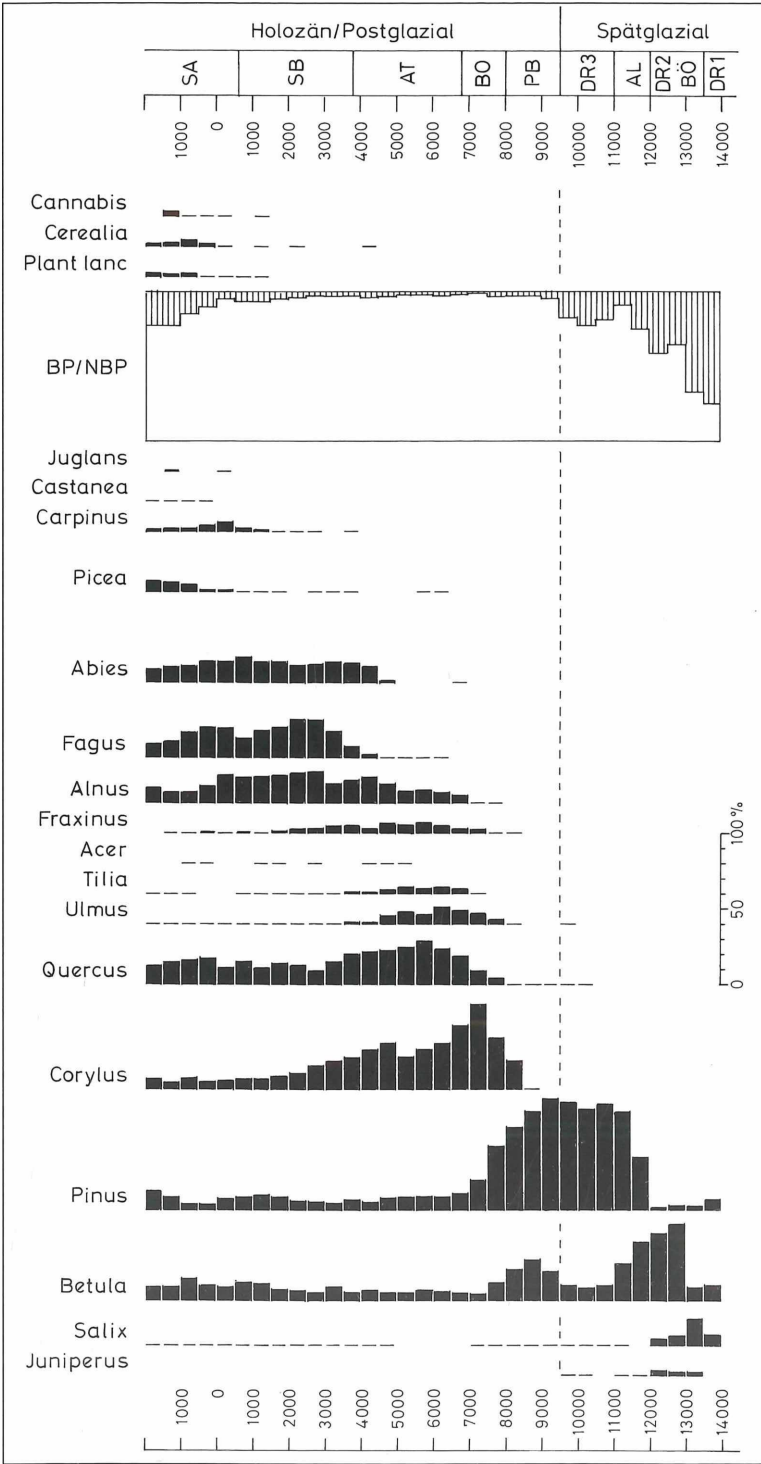 Holozän/Postglazial
Spätglazial
SA
SB
AT
BO
PB
DR3
AL
DR2
BÖ
DR1
1000
0
1000
2000
3000
4000
5000
6000
7000
8000
9000
10000
11000
12000
13000
14000
Cannabis
Cerealia
Plant lanc
BP/NBP
Juglans
Castanea
Carpinus
Picea
Abies
Fagus
Alnus
Fraxinus
Acer
Tilia
Ulmus
Quercus
100%
50
0
Corylus
Pinus
Betula
Salix
Juniperus
1000
0
1000
2000
3000
4000
5000
6000
7000
8000
9000
10000
11000
12000
13000
14000